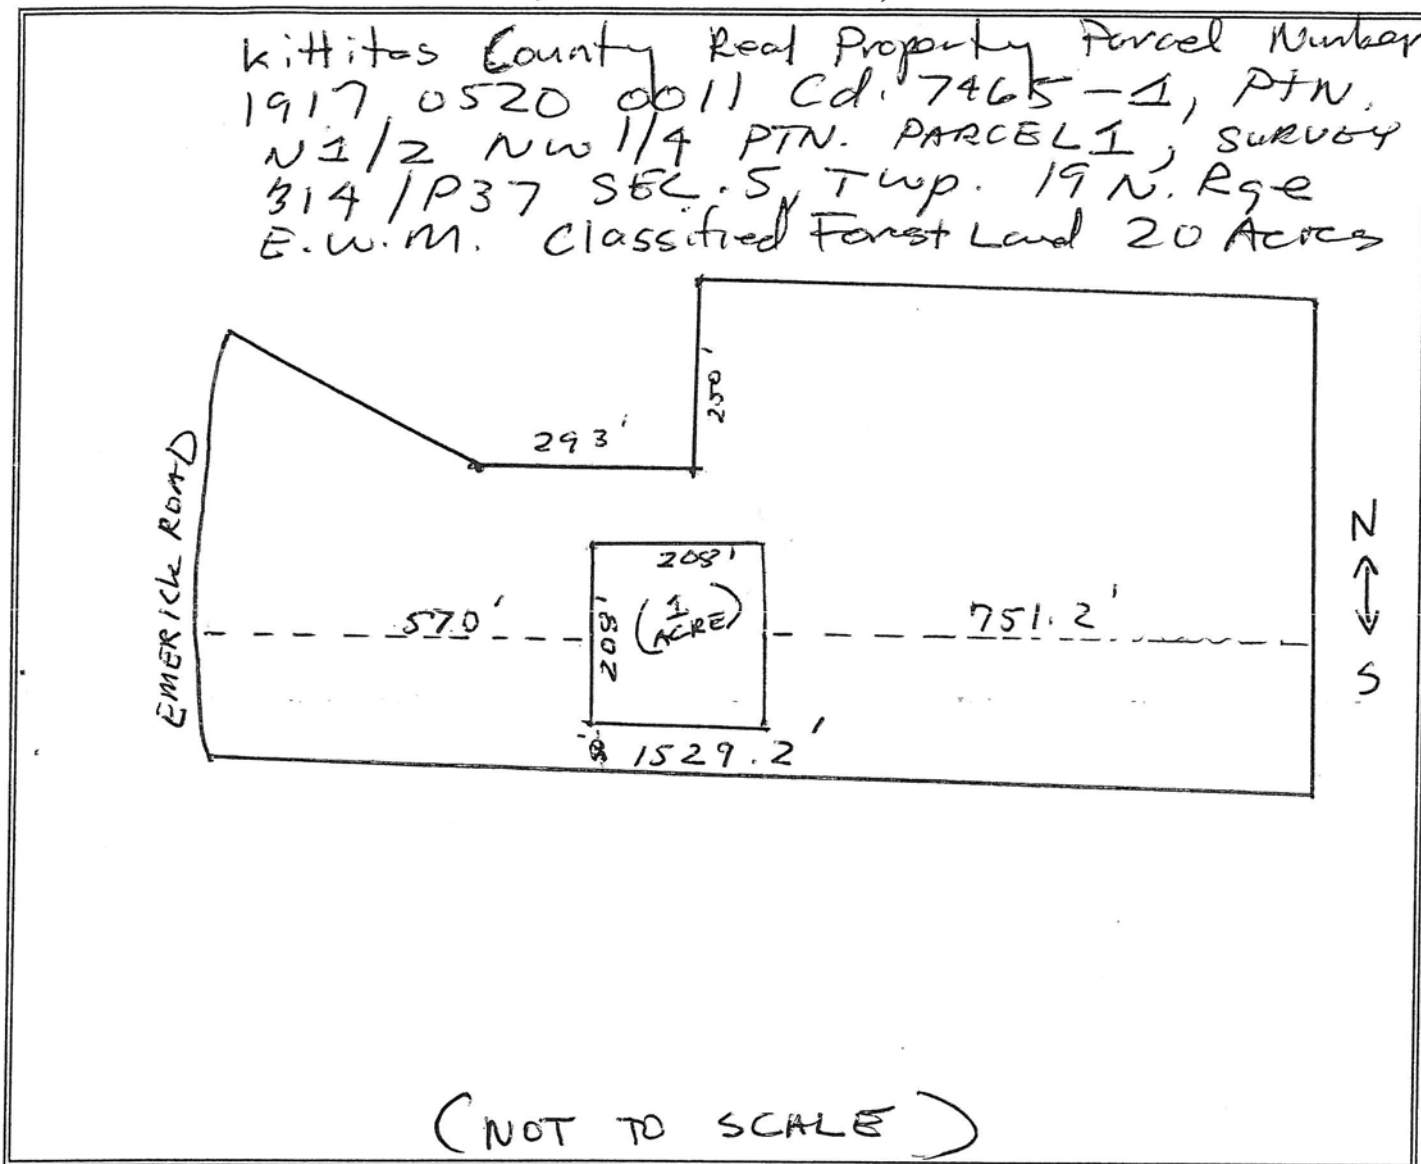 Kittitas County Real Property Parcel Number
1917 0520 0011 Cd. 7465-1, PTN.
N1/2 NW 1/4 PTN. PARCEL 1, SURVEY
314/P37 SEC. 5, Twp. 19 N. Rge
E.W.M. Classified Forest Land 20 Acres
250'
293'
EMERICK ROAD
208'
208'
(1 ACRE)
570'
751.2'
N
S
1529.2'
(NOT TO SCALE)